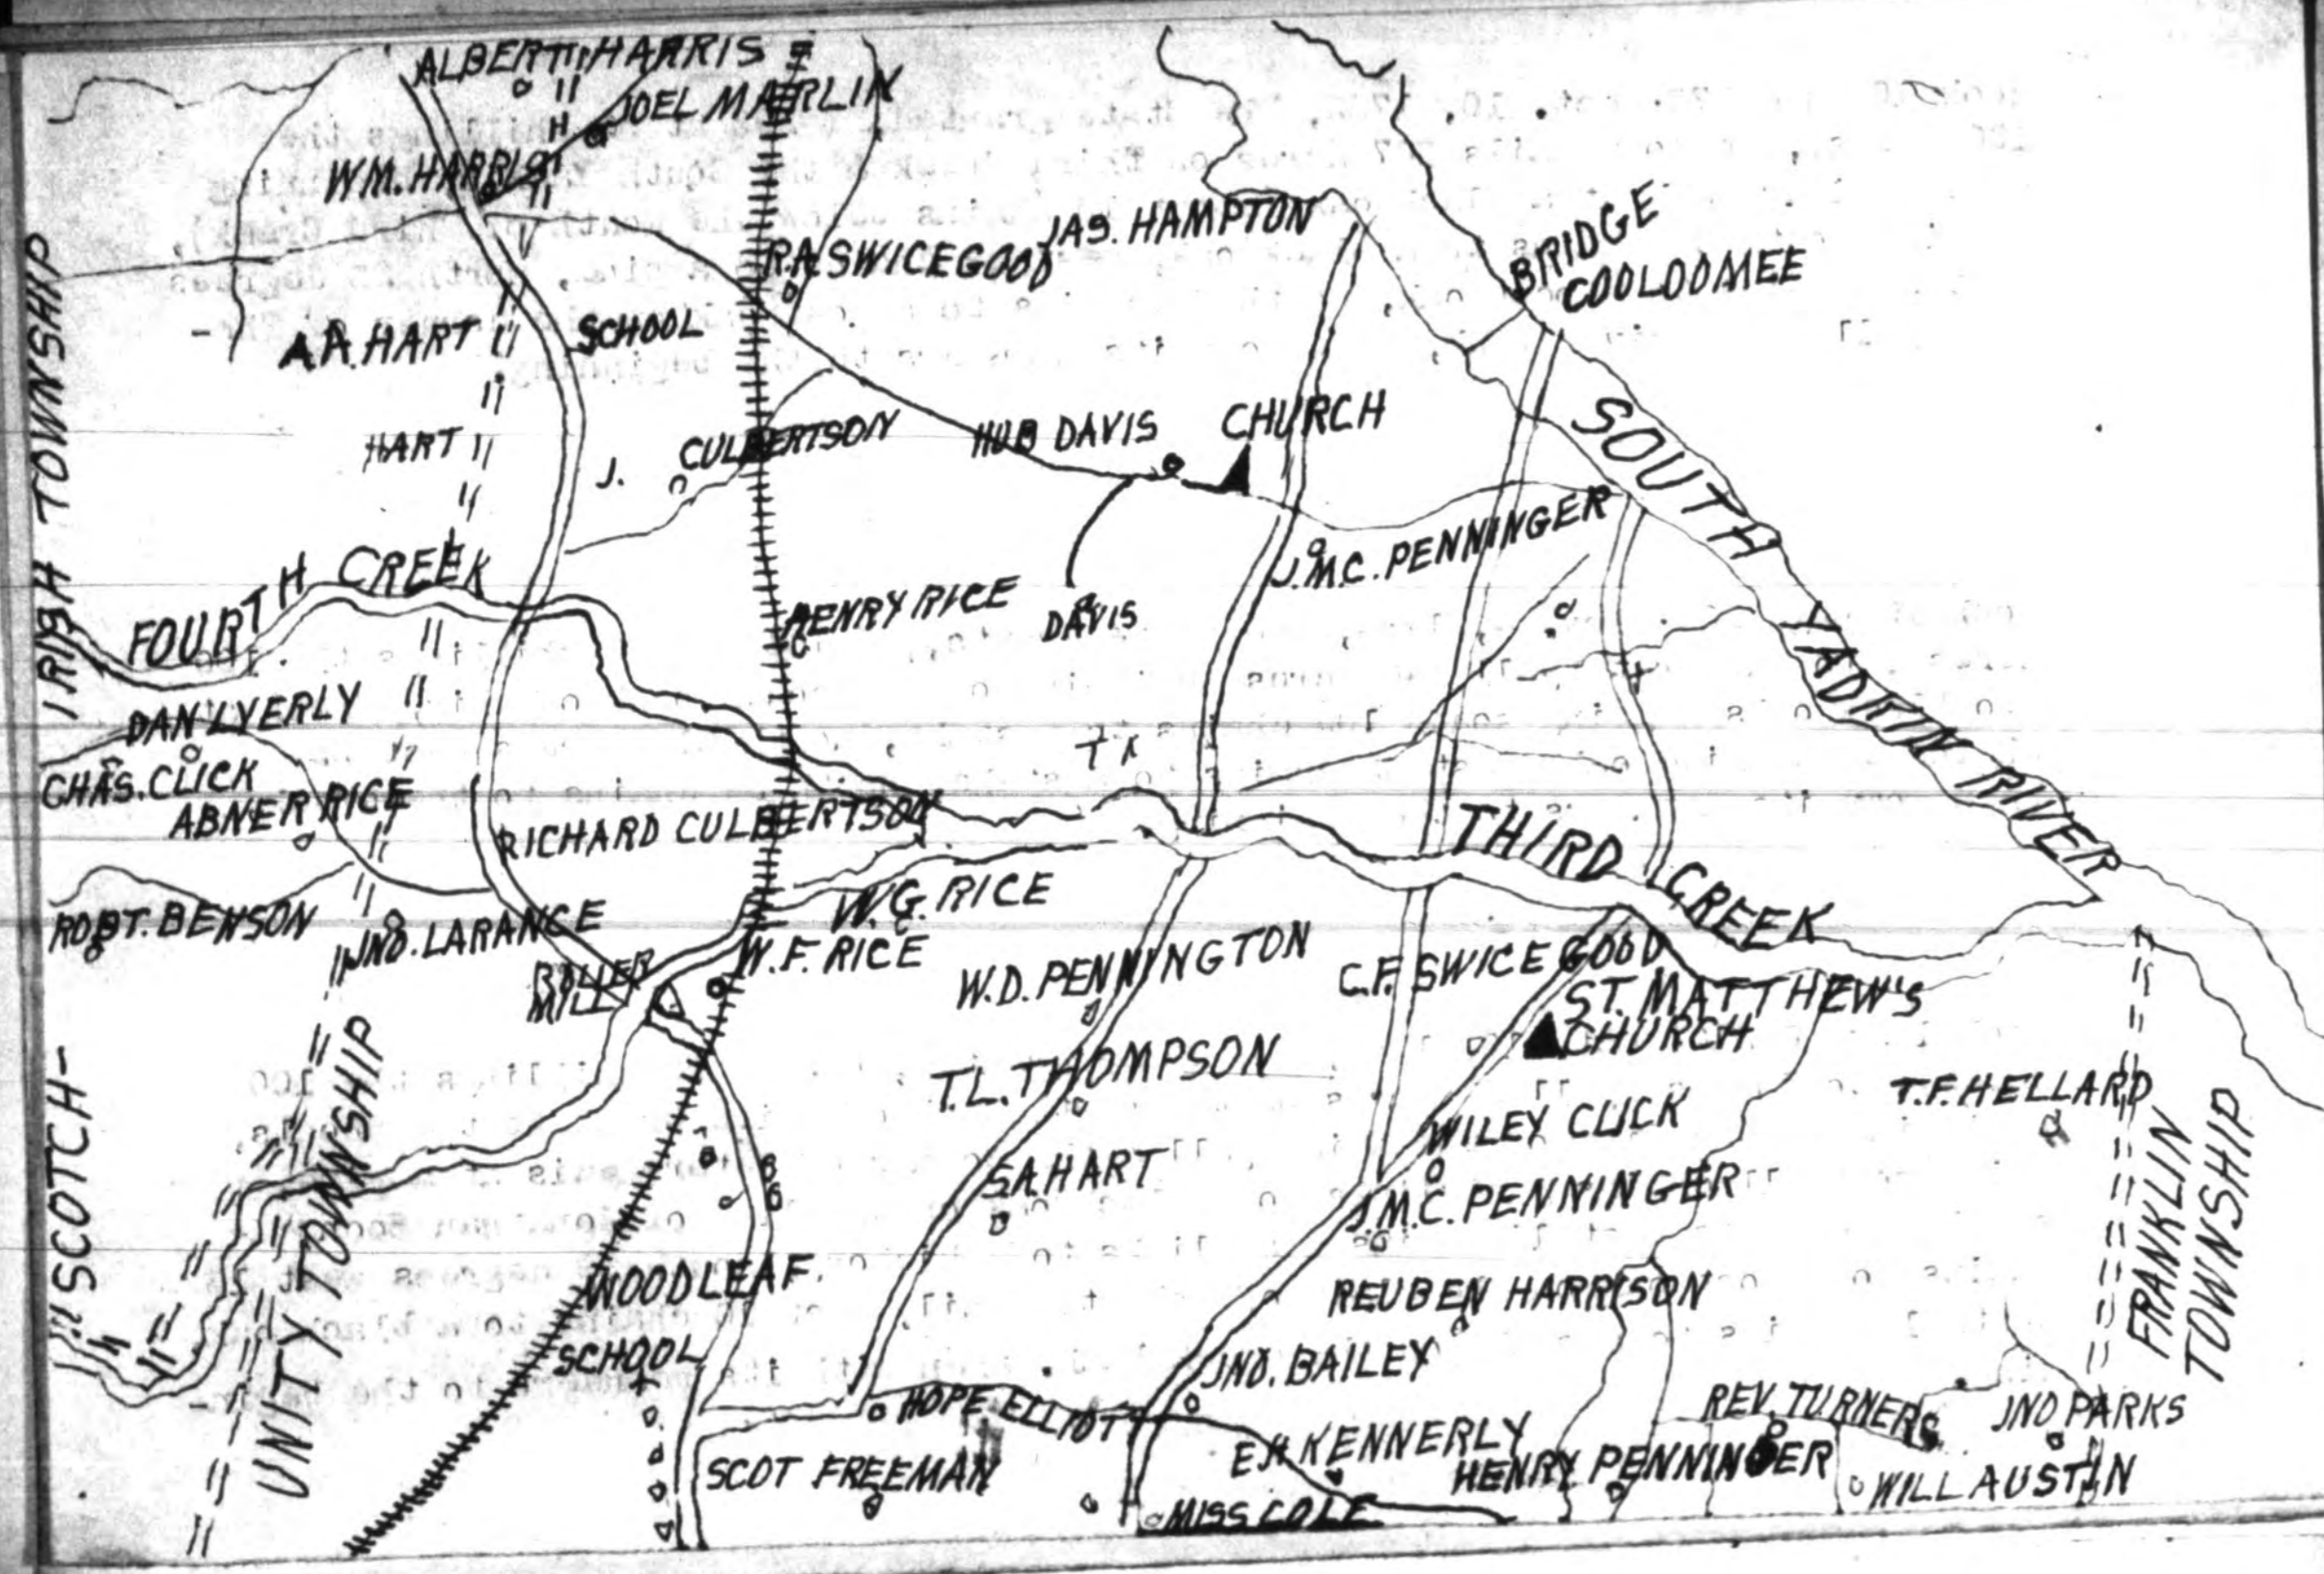 ALBERT HARRIS
JOEL MARLIN
WM. HARRIS
R.A. SWICEGOOD
JAS. HAMPTON
BRIDGE
COOLOOMEE
A.A. HART
SCHOOL
HART
J. CULBERTSON
HUB DAVIS
CHURCH
SOUTH YADKIN RIVER
J.M.C. PENNINGER
IRISH TOWNSHIP
SCOTCH-
FOURTH CREEK
HENRY RICE
DAVIS
DAN LYERLY
CHAS. CLICK
ABNER RICE
RICHARD CULBERTSON
THIRD CREEK
ROBT. BENSON
JNO. LARANCE
W.G. RICE
W.F. RICE
ROLLER
MILL
W.D. PENNINGTON
C.F. SWICEGOOD
ST. MATTHEW'S
CHURCH
T.L. THOMPSON
T.F. HELLARD
WILEY CLICK
S.A. HART
J.M.C. PENNINGER
UNITY TOWNSHIP
FRANKLIN
TOWNSHIP
WOODLEAF
REUBEN HARRISON
SCHOOL
JNO. BAILEY
HOPE ELLIOT
REV. TURNERS
JNO PARKS
SCOT FREEMAN
E.H. KENNERLY
HENRY PENNINGER
WILL AUSTIN
MISS COLE